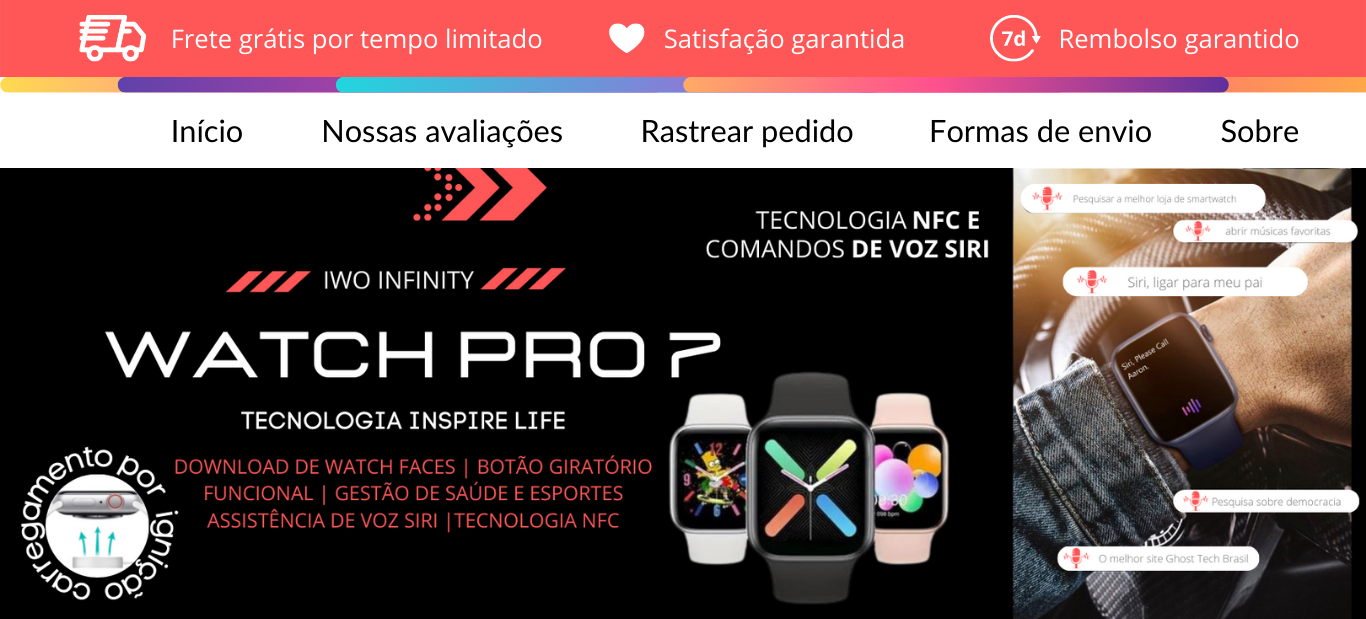 Frete grátis por tempo limitado
Satisfação garantida
7d
Rembolso garantido
Início
Nossas avaliações
Rastrear pedido
Formas de envio
Sobre
TECNOLOGIA NFC E
COMANDOS DE VOZ SIRI
IWO INFINITY
WATCH PRO 7
TECNOLOGIA INSPIRE LIFE
DOWNLOAD DE WATCH FACES | BOTÃO GIRATÓRIO
FUNCIONAL | GESTÃO DE SAÚDE E ESPORTES
ASSISTÊNCIA DE VOZ SIRI |TECNOLOGIA NFC
carregamento por ignição
Pesquisar a melhor loja de smartwatch
abrir músicas favoritas
Siri, ligar para meu pai
Siri, Please Call
Aaron.
Pesquisa sobre democracia
O melhor site Ghost Tech Brasil